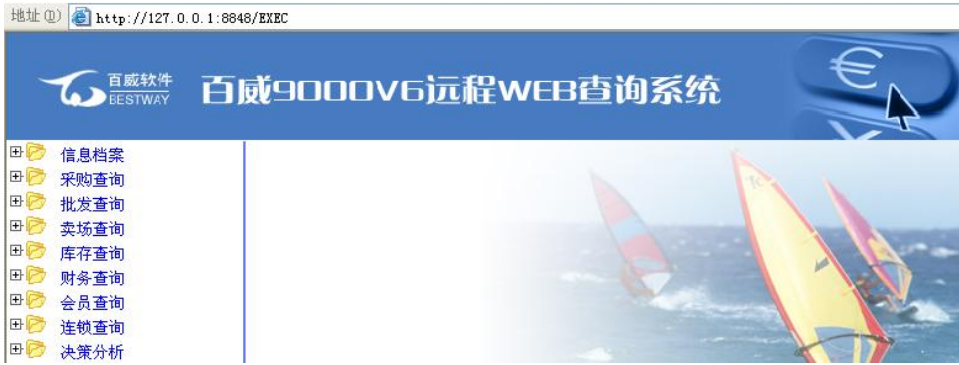 地址(D) http://127.0.0.1:8848/EXEC
百威软件
BESTWAY
百威9000V6远程WEB查询系统
信息档案
采购查询
批发查询
卖场查询
库存查询
财务查询
会员查询
连锁查询
决策分析